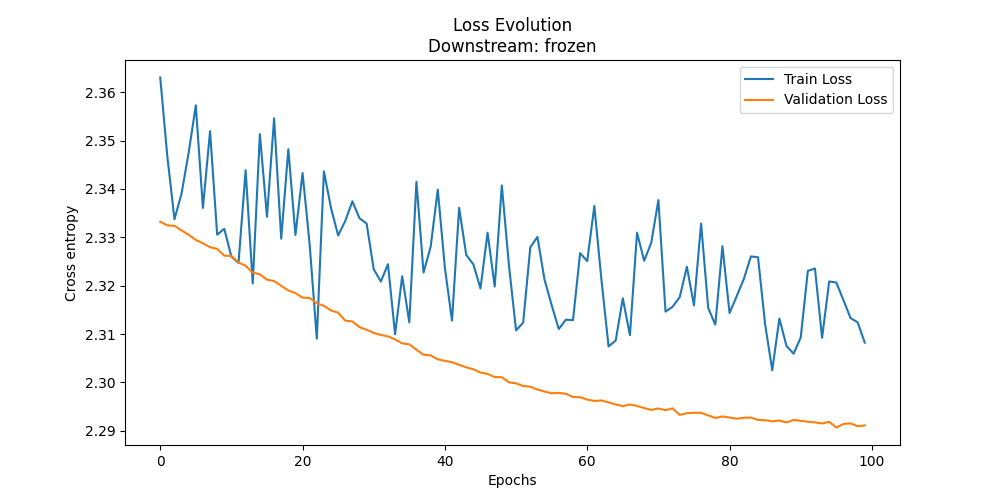 Loss Evolution
Downstream: frozen
Train Loss
Validation Loss
2.36
2.35
2.34
2.33
2.32
2.31
2.30
2.29
Cross entropy
0 20 40 60 80 100
Epochs